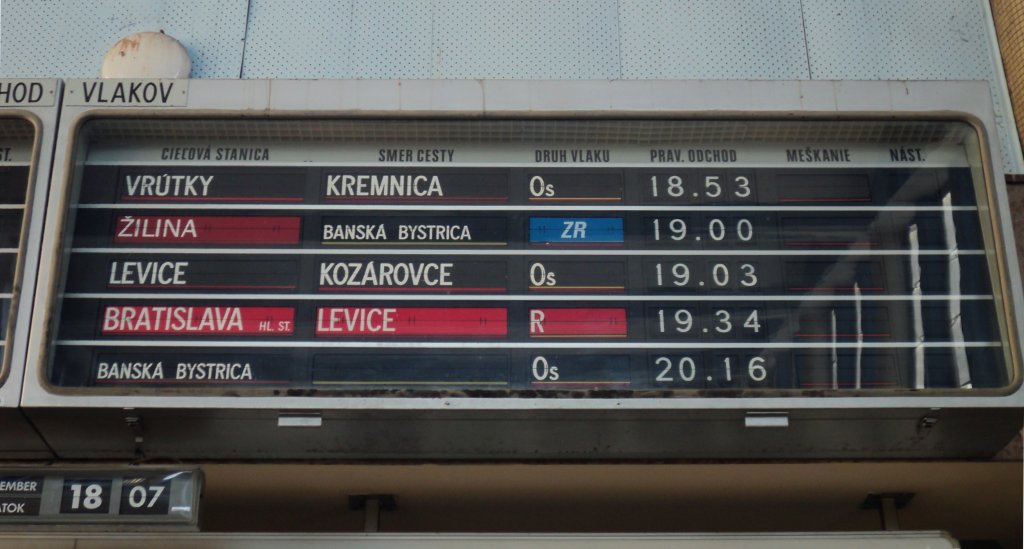 HOD VLAKOV
ST. CIEĽOVÁ STANICA SMER CESTY DRUH VLAKU PRAV. ODCHOD MEŠKANIE NÁST.
VRÚTKY KREMNICA Os 18.53
ŽILINA BANSKÁ BYSTRICA ZR 19.00
LEVICE KOZÁROVCE Os 19.03
BRATISLAVA HL. ST. LEVICE R 19.34
BANSKÁ BYSTRICA Os 20.16
EMBER
ATOK 18 07